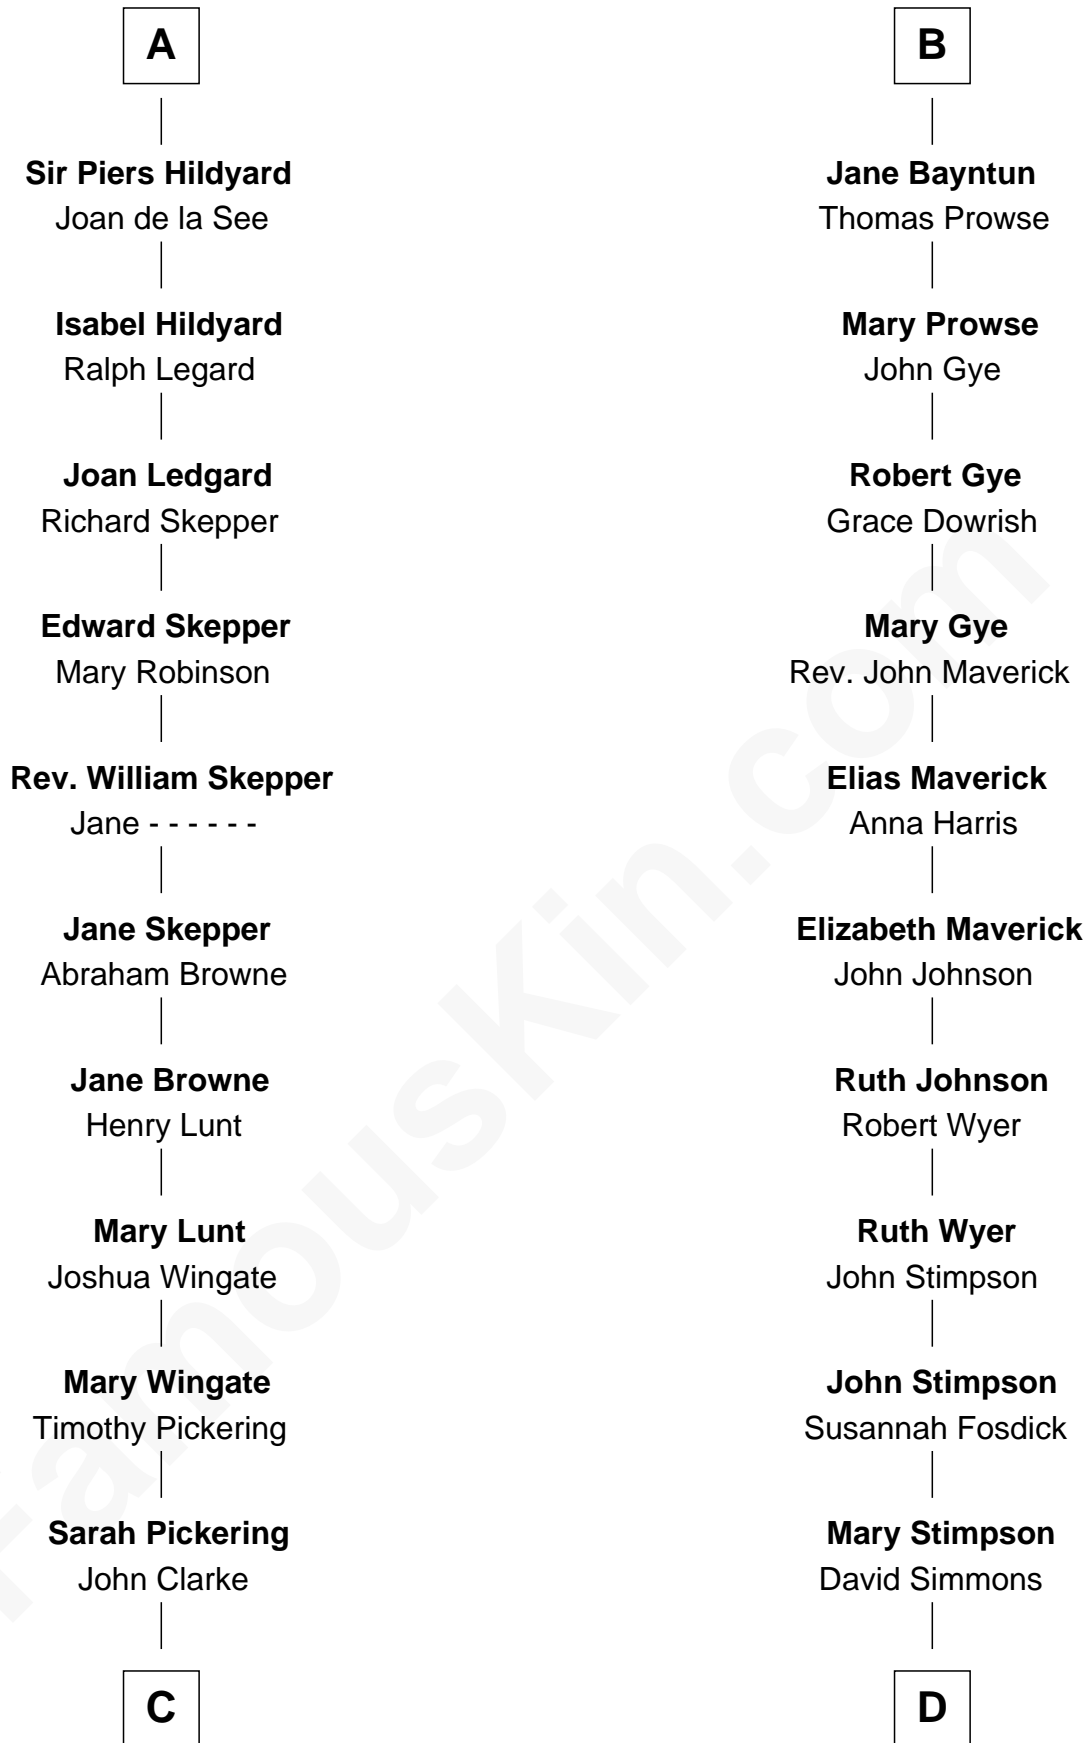 A
Sir Piers Hildyard
Joan de la See
Isabel Hildyard
Ralph Legard
Joan Ledgard
Richard Skepper
Edward Skepper
Mary Robinson
Rev. William Skepper
Jane - - - - - -
Jane Skepper
Abraham Browne
Jane Browne
Henry Lunt
Mary Lunt
Joshua Wingate
Mary Wingate
Timothy Pickering
Sarah Pickering
John Clarke
C
B
Jane Bayntun
Thomas Prowse
Mary Prowse
John Gye
Robert Gye
Grace Dowrish
Mary Gye
Rev. John Maverick
Elias Maverick
Anna Harris
Elizabeth Maverick
John Johnson
Ruth Johnson
Robert Wyer
Ruth Wyer
John Stimpson
John Stimpson
Susannah Fosdick
Mary Stimpson
David Simmons
D
FamousKin.com